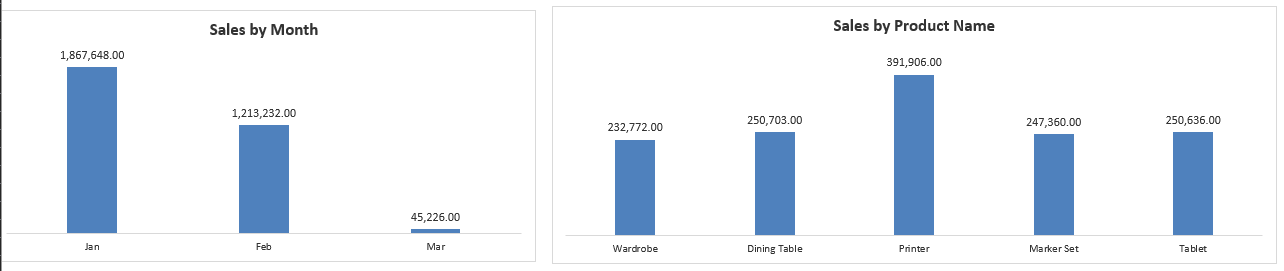 Sales by Month
1,867,648.00
1,213,232.00
45,226.00
Jan Feb Mar
Sales by Product Name
391,906.00
232,772.00 250,703.00 247,360.00 250,636.00
Wardrobe Dining Table Printer Marker Set Tablet